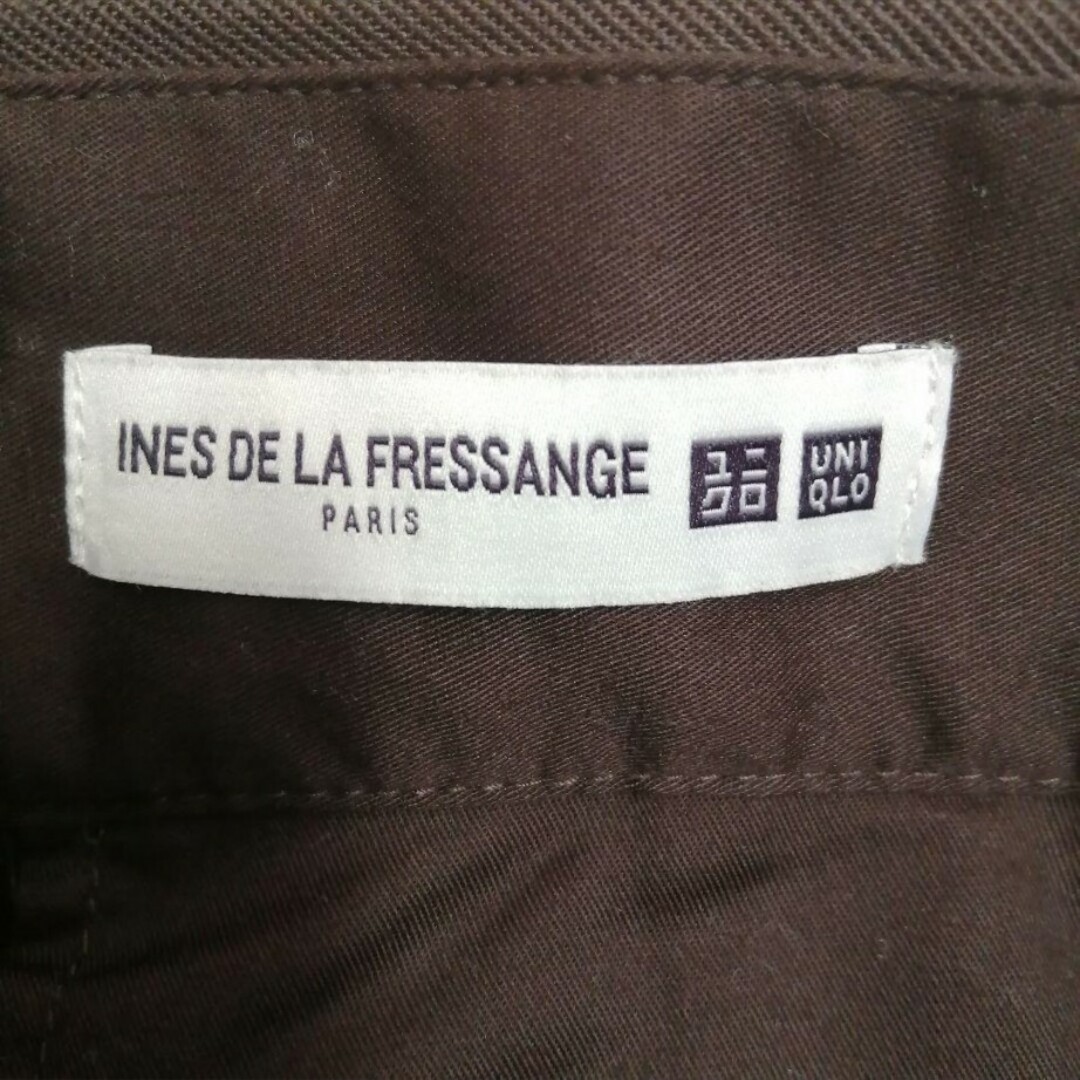 INES DE LA FRESSANGE
PARIS
ユニ
クロ
UNI
QLO